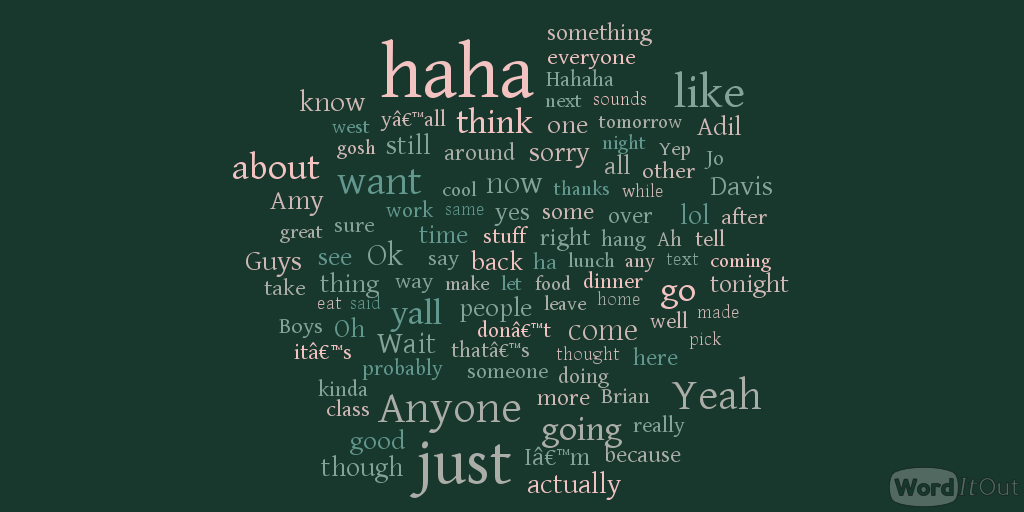 something
everyone
haha
Hahaha
like
know
next sounds
west yâ€™all think one tomorrow Adil
gosh still around sorry night Yep Jo
about want cool now thanks all other while Davis
Amy work same yes some over lol after
great sure time stuff right hang Ah tell
Guys see Ok say back ha lunch any text coming
take thing way make let food dinner go tonight
eat said yall people leave home made
Boys Oh donâ€™t come well pick
itâ€™s Wait thatâ€™s thought here
probably someone doing
kinda
class Anyone more Brian Yeah
going really
good just Iâ€™m because
though actually
WordItOut